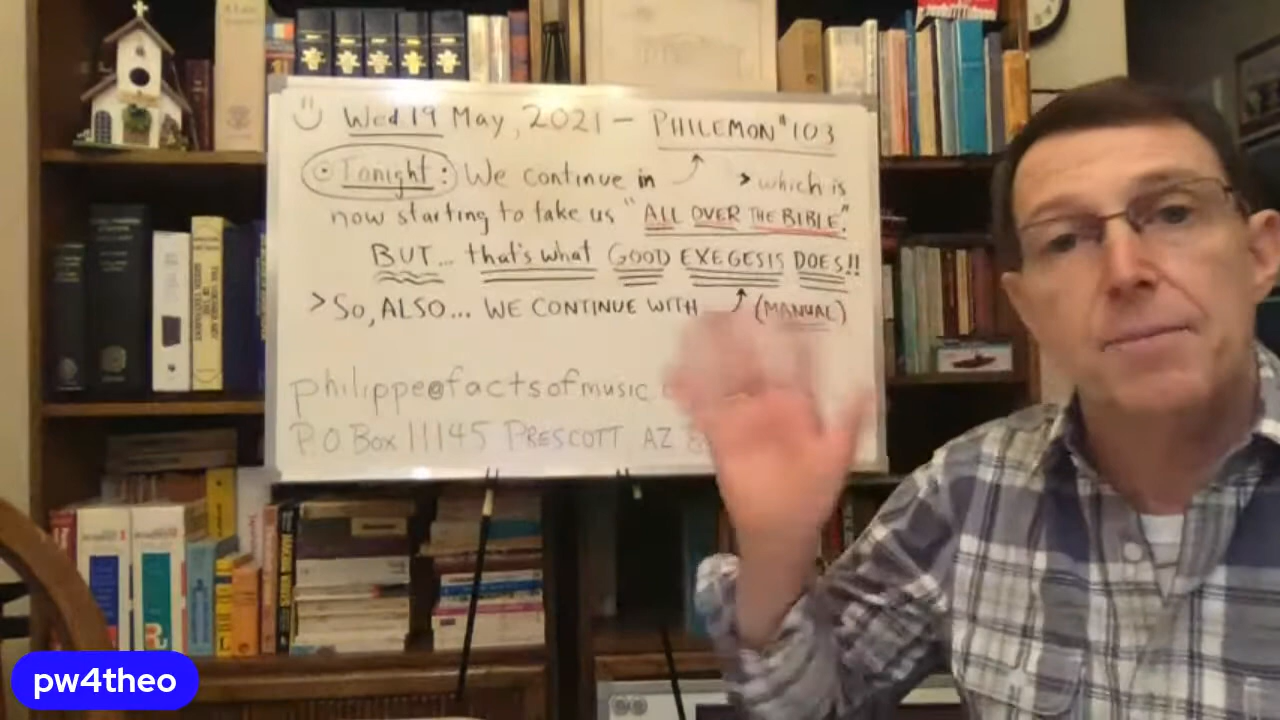 Wed 19 May, 2021 — PHILEMON #103
Tonight: We continue in > which is
now starting to take us "ALL OVER THE BIBLE".
BUT... that's what GOOD EXEGESIS DOES!!
> So, ALSO... WE CONTINUE WITH (MANUAL)
philippe@factsofmusic.
P.O Box 11145 PRESCOTT, AZ
pw4theo